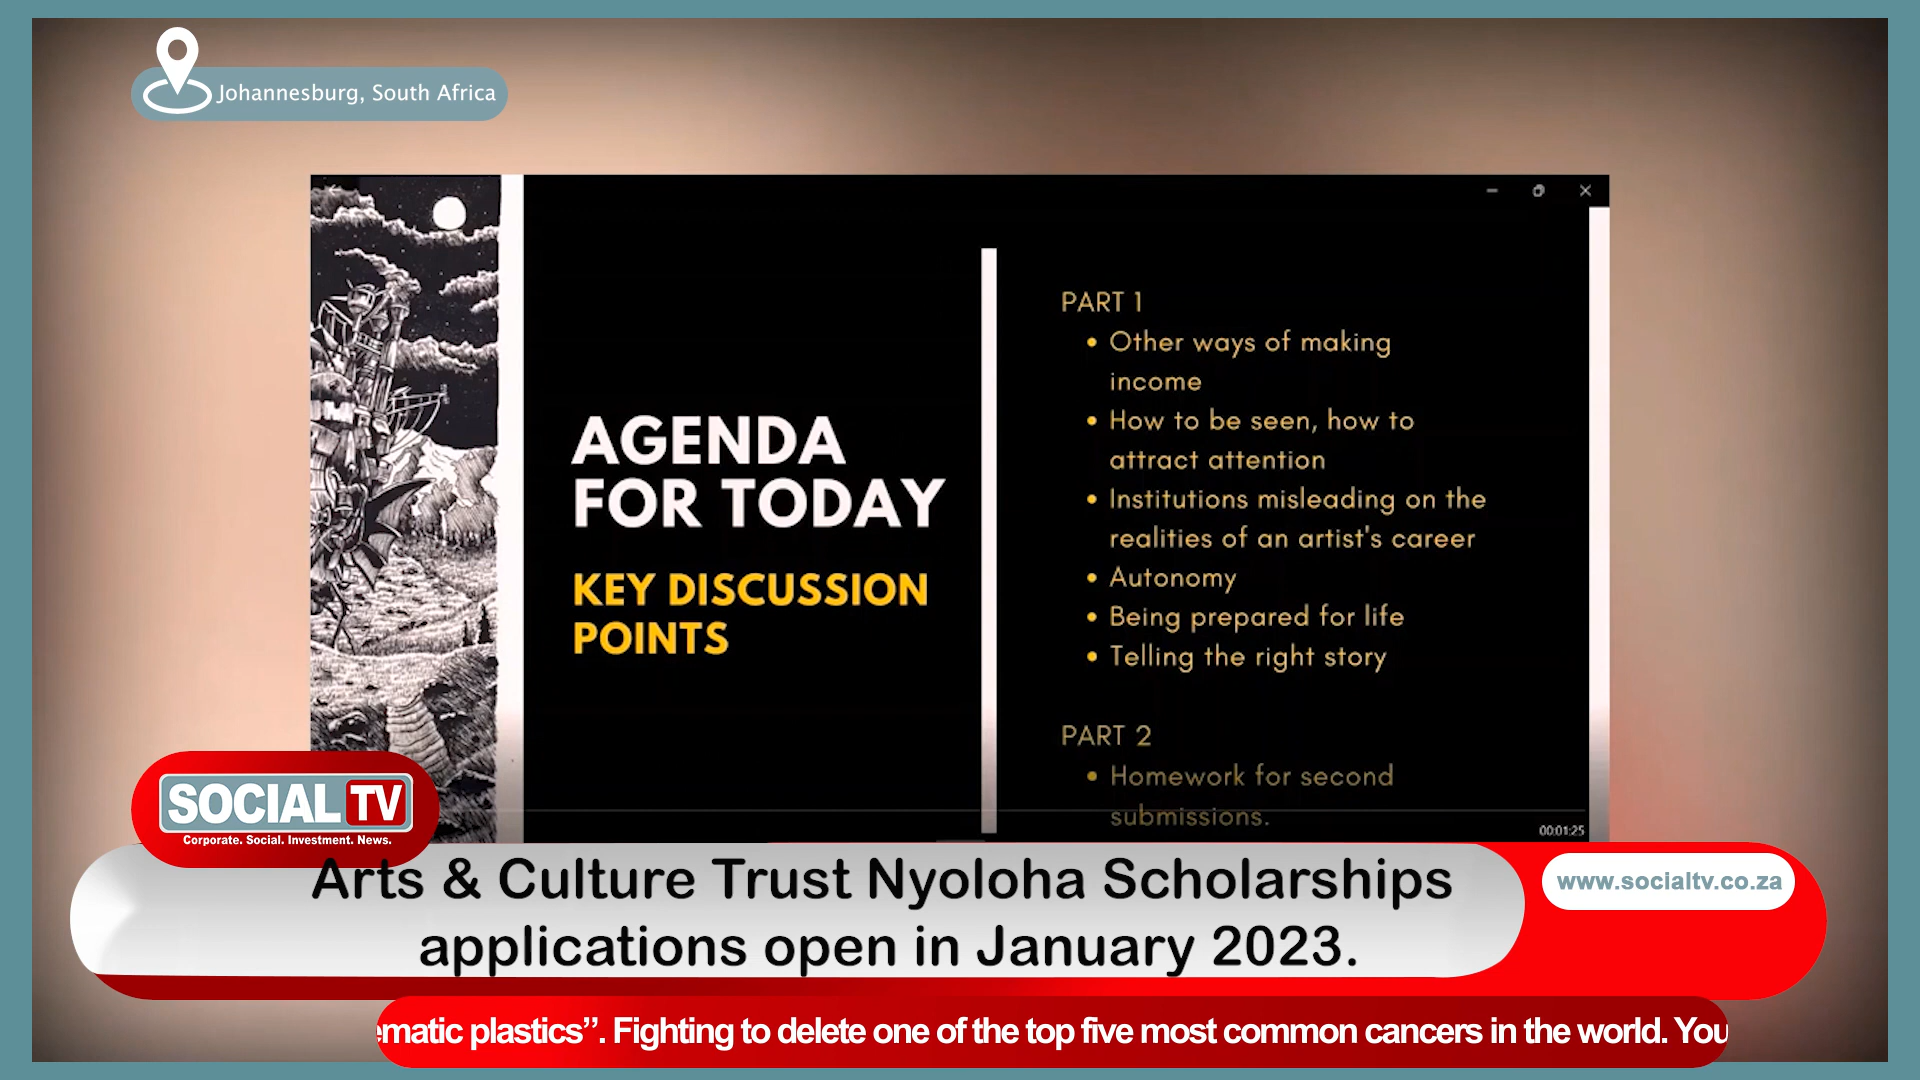 Johannesburg, South Africa
AGENDA
FOR TODAY
KEY DISCUSSION
POINTS
PART 1
• Other ways of making
income
• How to be seen, how to
attract attention
• Institutions misleading on the
realities of an artist's career
• Autonomy
• Being prepared for life
• Telling the right story
PART 2
• Homework for second
submissions.
00:01:25
SOCIAL TV
Corporate. Social. Investment. News.
Arts & Culture Trust Nyoloha Scholarships
applications open in January 2023.
www.socialtv.co.za
ematic plastics”. Fighting to delete one of the top five most common cancers in the world. You